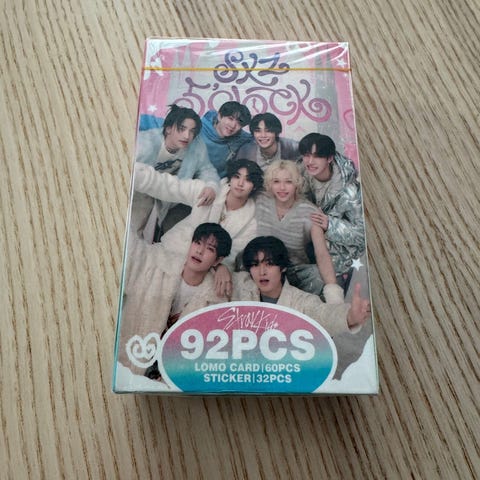 SKZ
5'CLOCK
Stray Kids
92PCS
LOMO CARD|60PCS
STICKER|32PCS